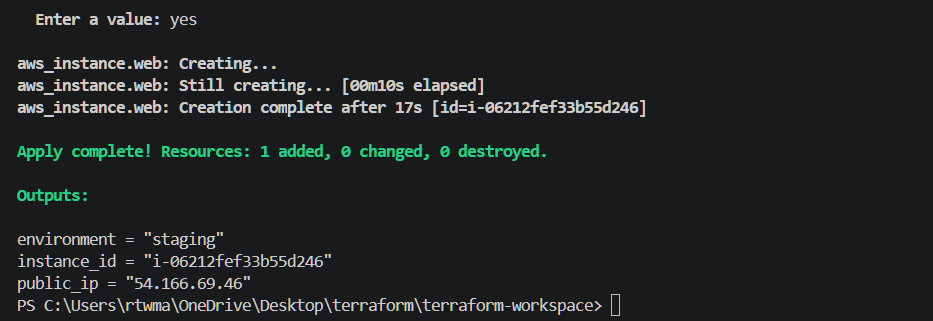 Enter a value: yes
aws_instance.web: Creating...
aws_instance.web: Still creating... [00m10s elapsed]
aws_instance.web: Creation complete after 17s [id=i-06212fef33b55d246]
Apply complete! Resources: 1 added, 0 changed, 0 destroyed.
Outputs:
environment = "staging"
instance_id = "i-06212fef33b55d246"
public_ip = "54.166.69.46"
PS C:\Users\rtwma\OneDrive\Desktop\terraform\terraform-workspace>